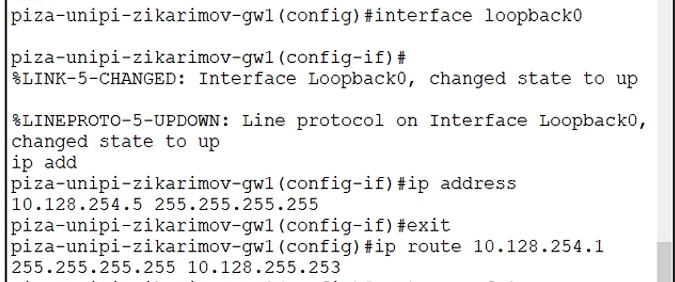 piza-unipi-zikarimov-gw1(config)#interface loopback0
piza-unipi-zikarimov-gw1(config-if)#
%LINK-5-CHANGED: Interface Loopback0, changed state to up
%LINEPROTO-5-UPDOWN: Line protocol on Interface Loopback0,
changed state to up
ip add
piza-unipi-zikarimov-gw1(config-if)#ip address
10.128.254.5 255.255.255.255
piza-unipi-zikarimov-gw1(config-if)#exit
piza-unipi-zikarimov-gw1(config)#ip route 10.128.254.1
255.255.255.255 10.128.255.253